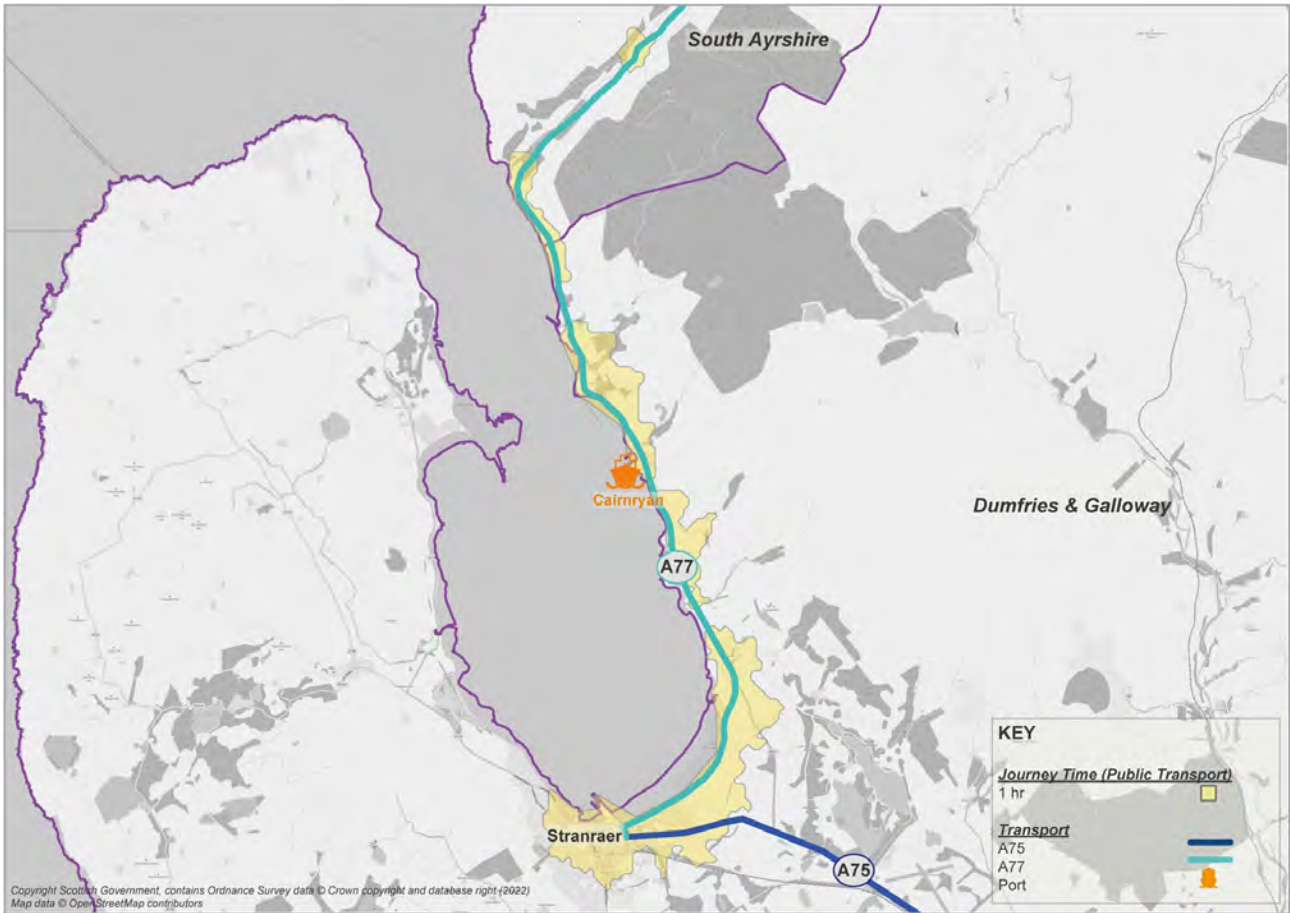 South Ayrshire
Cairnryan
Dumfries & Galloway
A77
Stranraer
A75
KEY
Journey Time (Public Transport)
1 hr
Transport
A75
A77
Port
Copyright Scottish Government, contains Ordnance Survey data © Crown copyright and database right (2022)
Map data © OpenStreetMap contributors